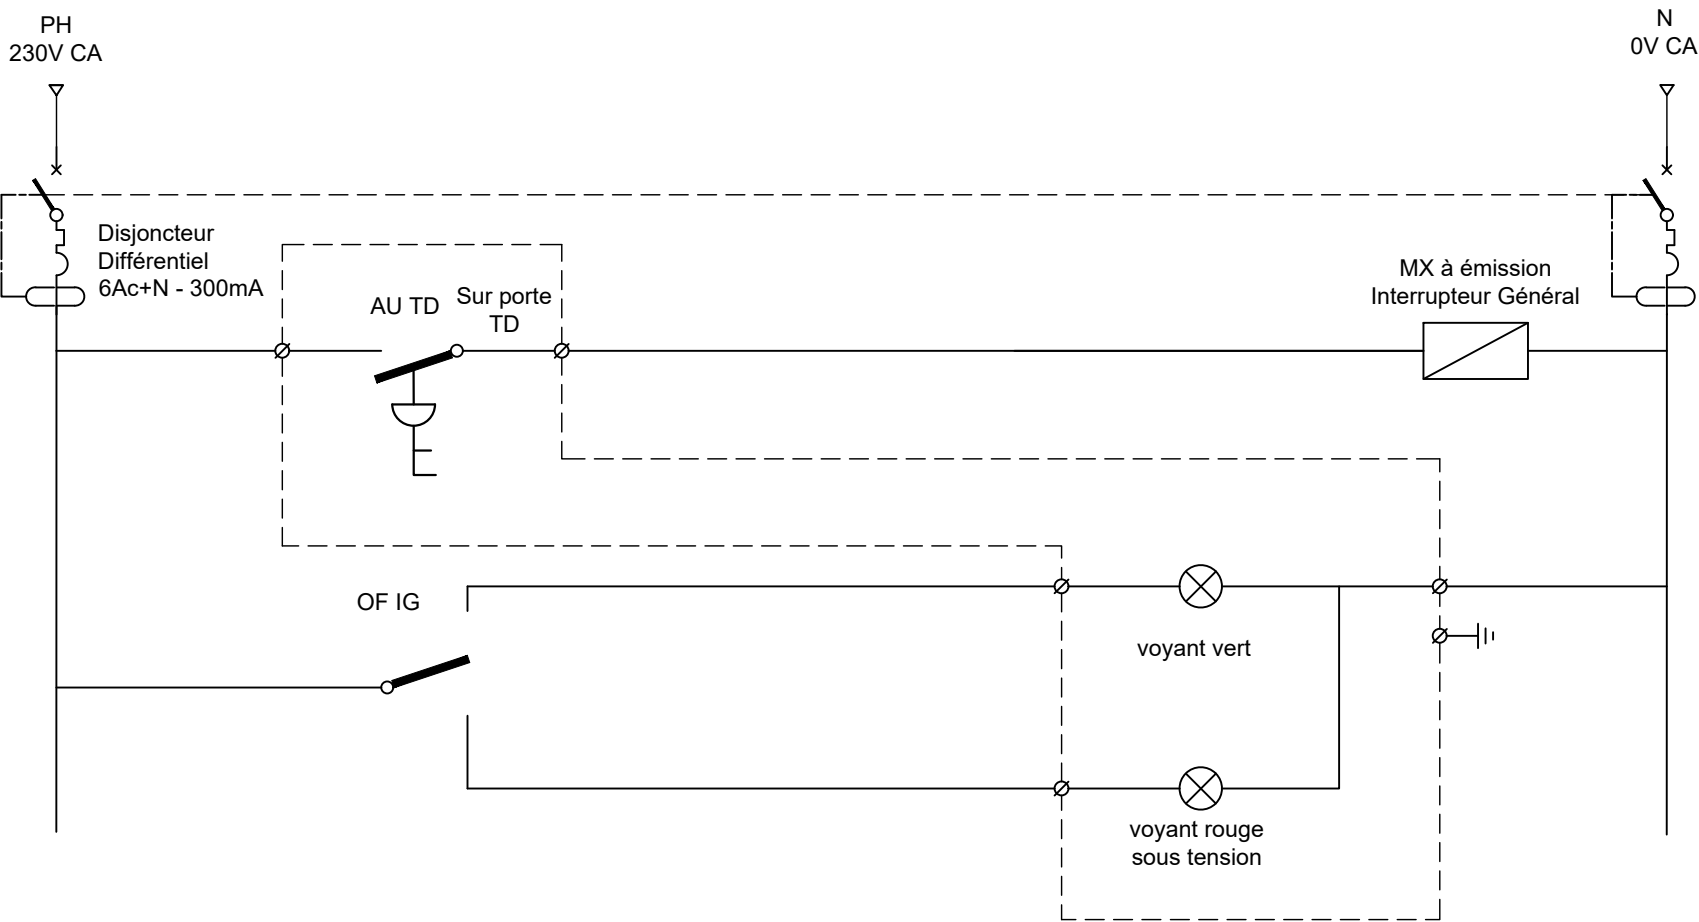 PH
230V CA
N
0V CA
Disjoncteur
Différentiel
6Ac+N - 300mA
AU TD
Sur porte
TD
MX à émission
Interrupteur Général
OF IG
voyant vert
voyant rouge
sous tension